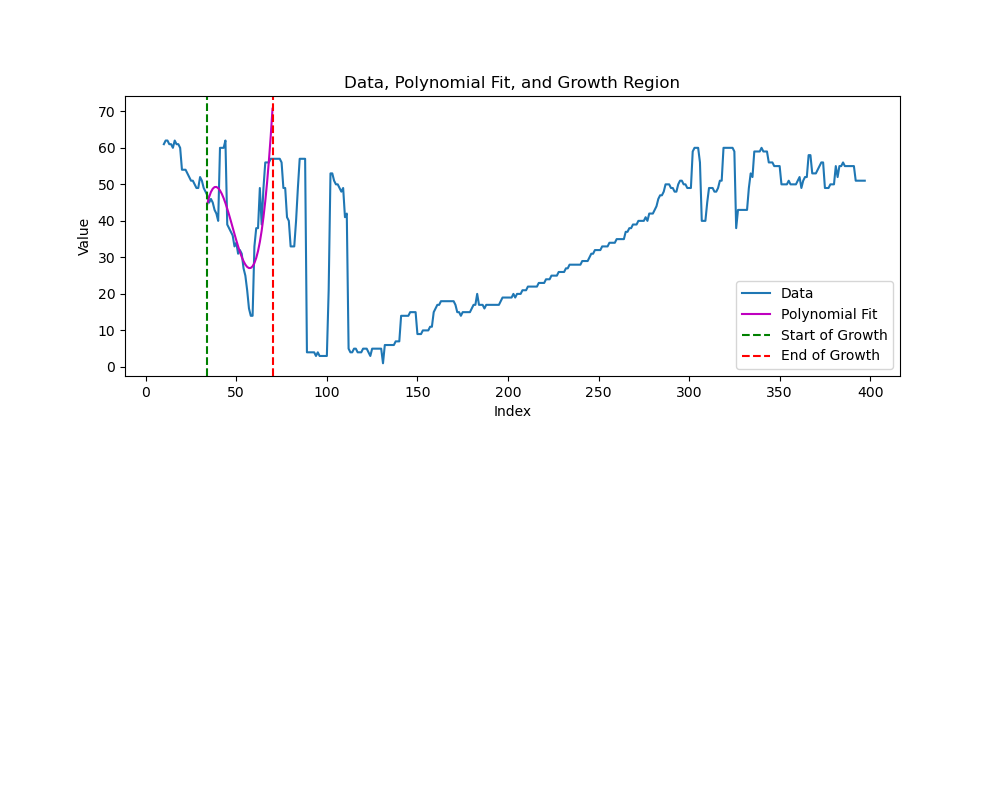 Data, Polynomial Fit, and Growth Region
Value
70
60
50
40
30
20
10
0
0 50 100 150 200 250 300 350 400
Index
Data
Polynomial Fit
Start of Growth
End of Growth